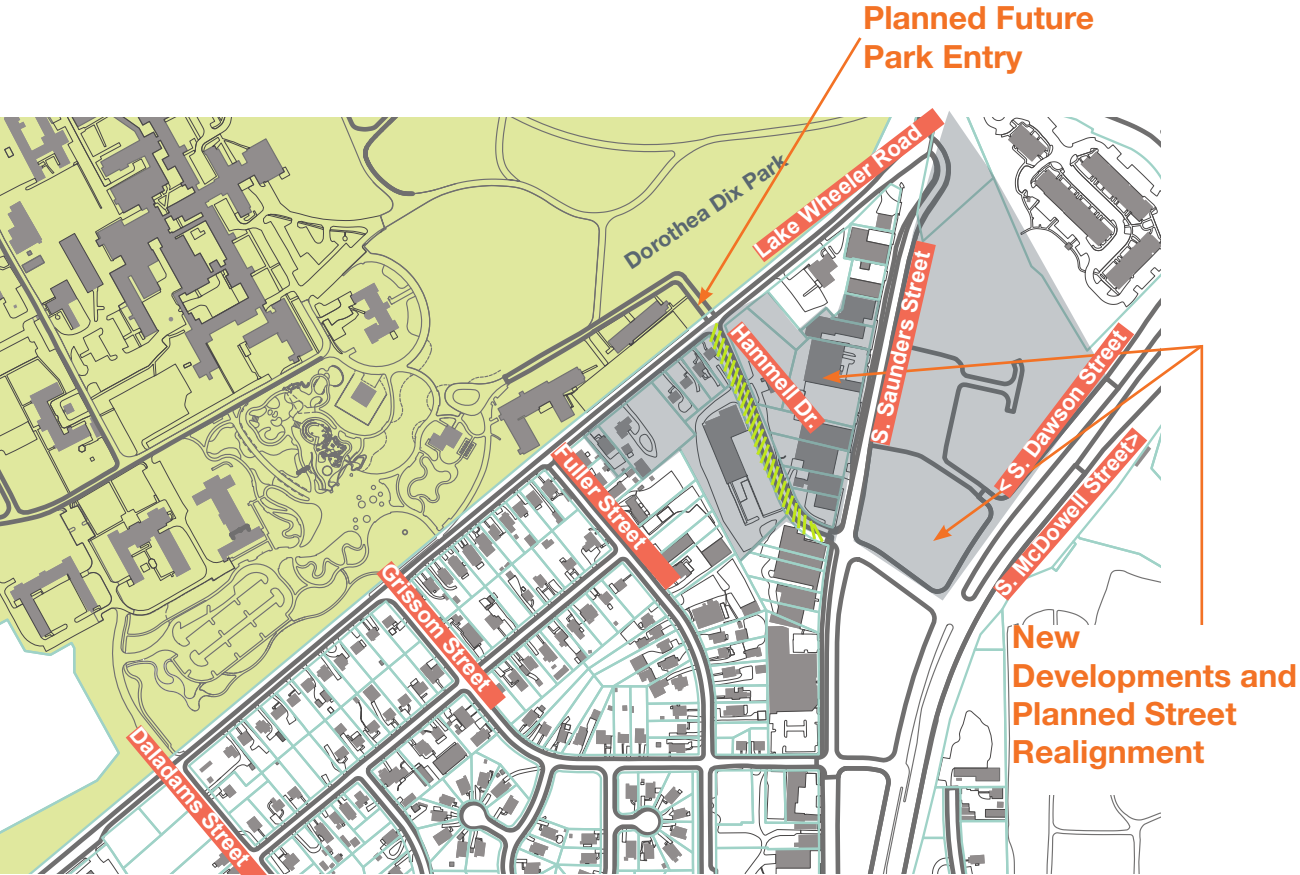 Planned Future
Park Entry
Lake Wheeler Road
Dorothea Dix Park
S. Saunders Street
Hammell Dr.
< S. Dawson Street
S. McDowell Street>
Fuller Street
Grissom Street
Daladams Street
New
Developments and
Planned Street
Realignment